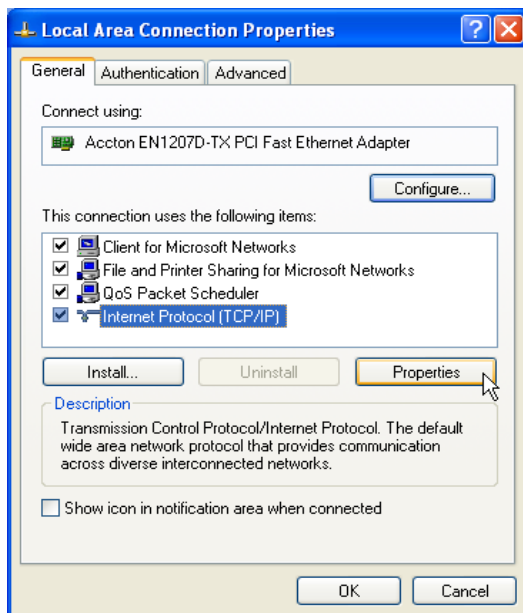 Local Area Connection Properties
General Authentication Advanced
Connect using:
Accton EN1207D-TX PCI Fast Ethernet Adapter
Configure...
This connection uses the following items:
Client for Microsoft Networks
File and Printer Sharing for Microsoft Networks
QoS Packet Scheduler
Internet Protocol (TCP/IP)
Install... Uninstall Properties
Description
Transmission Control Protocol/Internet Protocol. The default
wide area network protocol that provides communication
across diverse interconnected networks.
Show icon in notification area when connected
OK Cancel